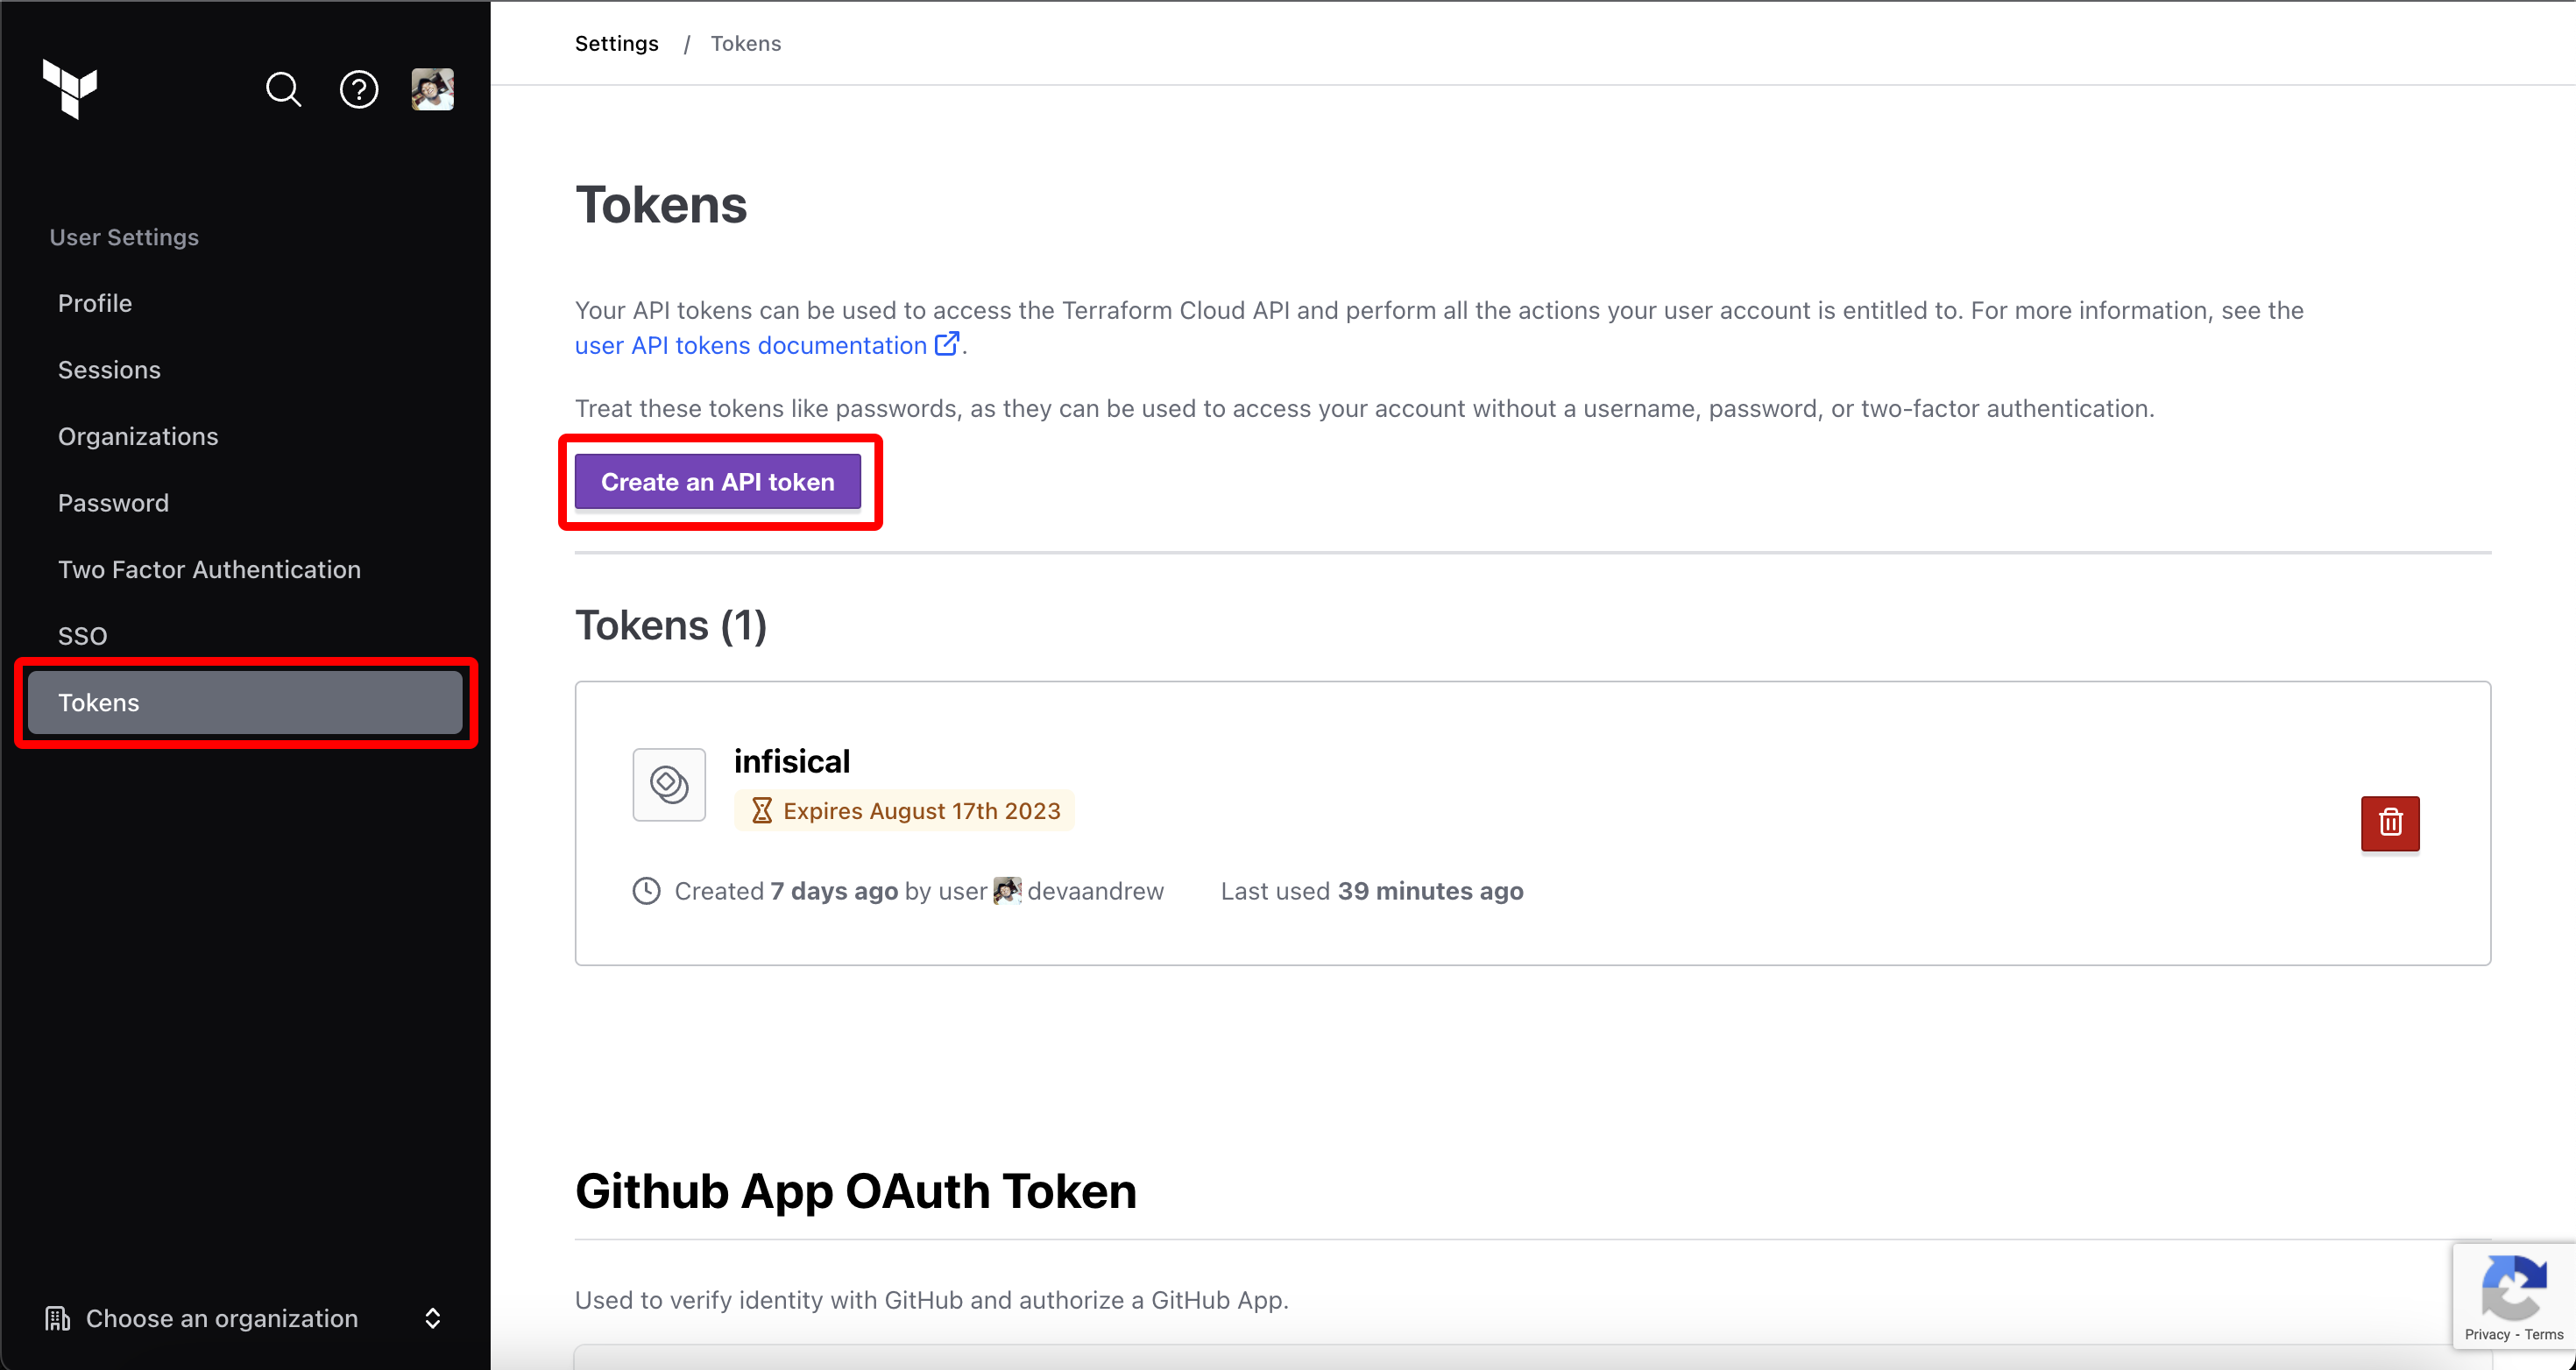 Settings / Tokens
User Settings
Profile
Sessions
Organizations
Password
Two Factor Authentication
SSO
Tokens
Choose an organization
Tokens
Your API tokens can be used to access the Terraform Cloud API and perform all the actions your user account is entitled to. For more information, see the
user API tokens documentation .
Treat these tokens like passwords, as they can be used to access your account without a username, password, or two-factor authentication.
Create an API token
Tokens (1)
infisical
Expires August 17th 2023
Created 7 days ago by user devaandrew Last used 39 minutes ago
Github App OAuth Token
Used to verify identity with GitHub and authorize a GitHub App.
Privacy - Terms